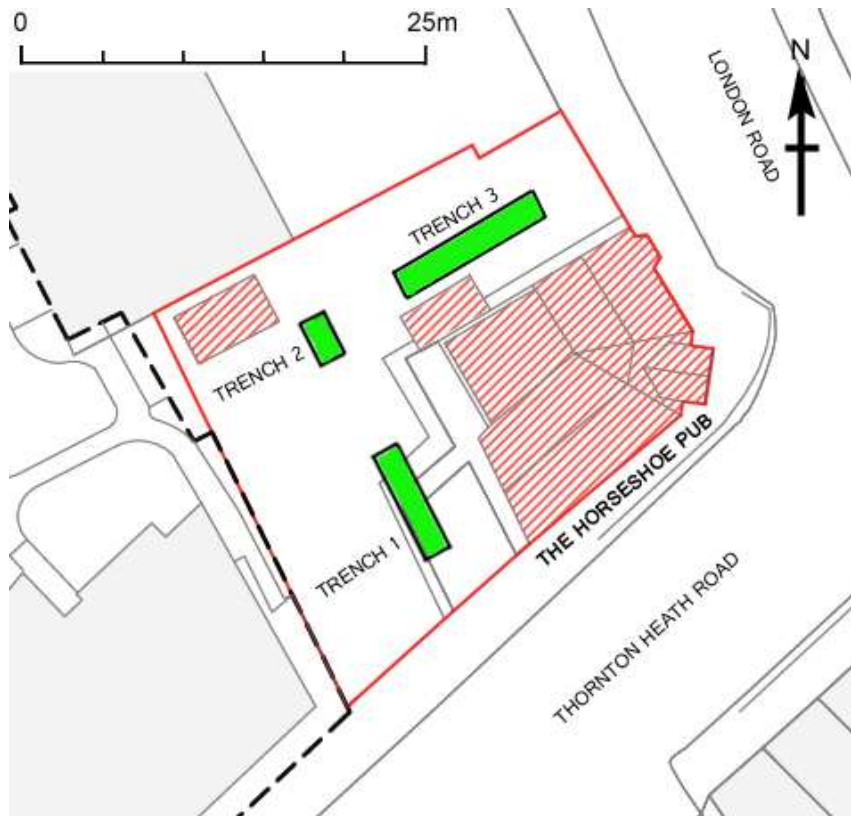 0
25m
N
LONDON ROAD
TRENCH 3
TRENCH 2
TRENCH 1
THE HORSESHOE PUB
THORNTON HEATH ROAD